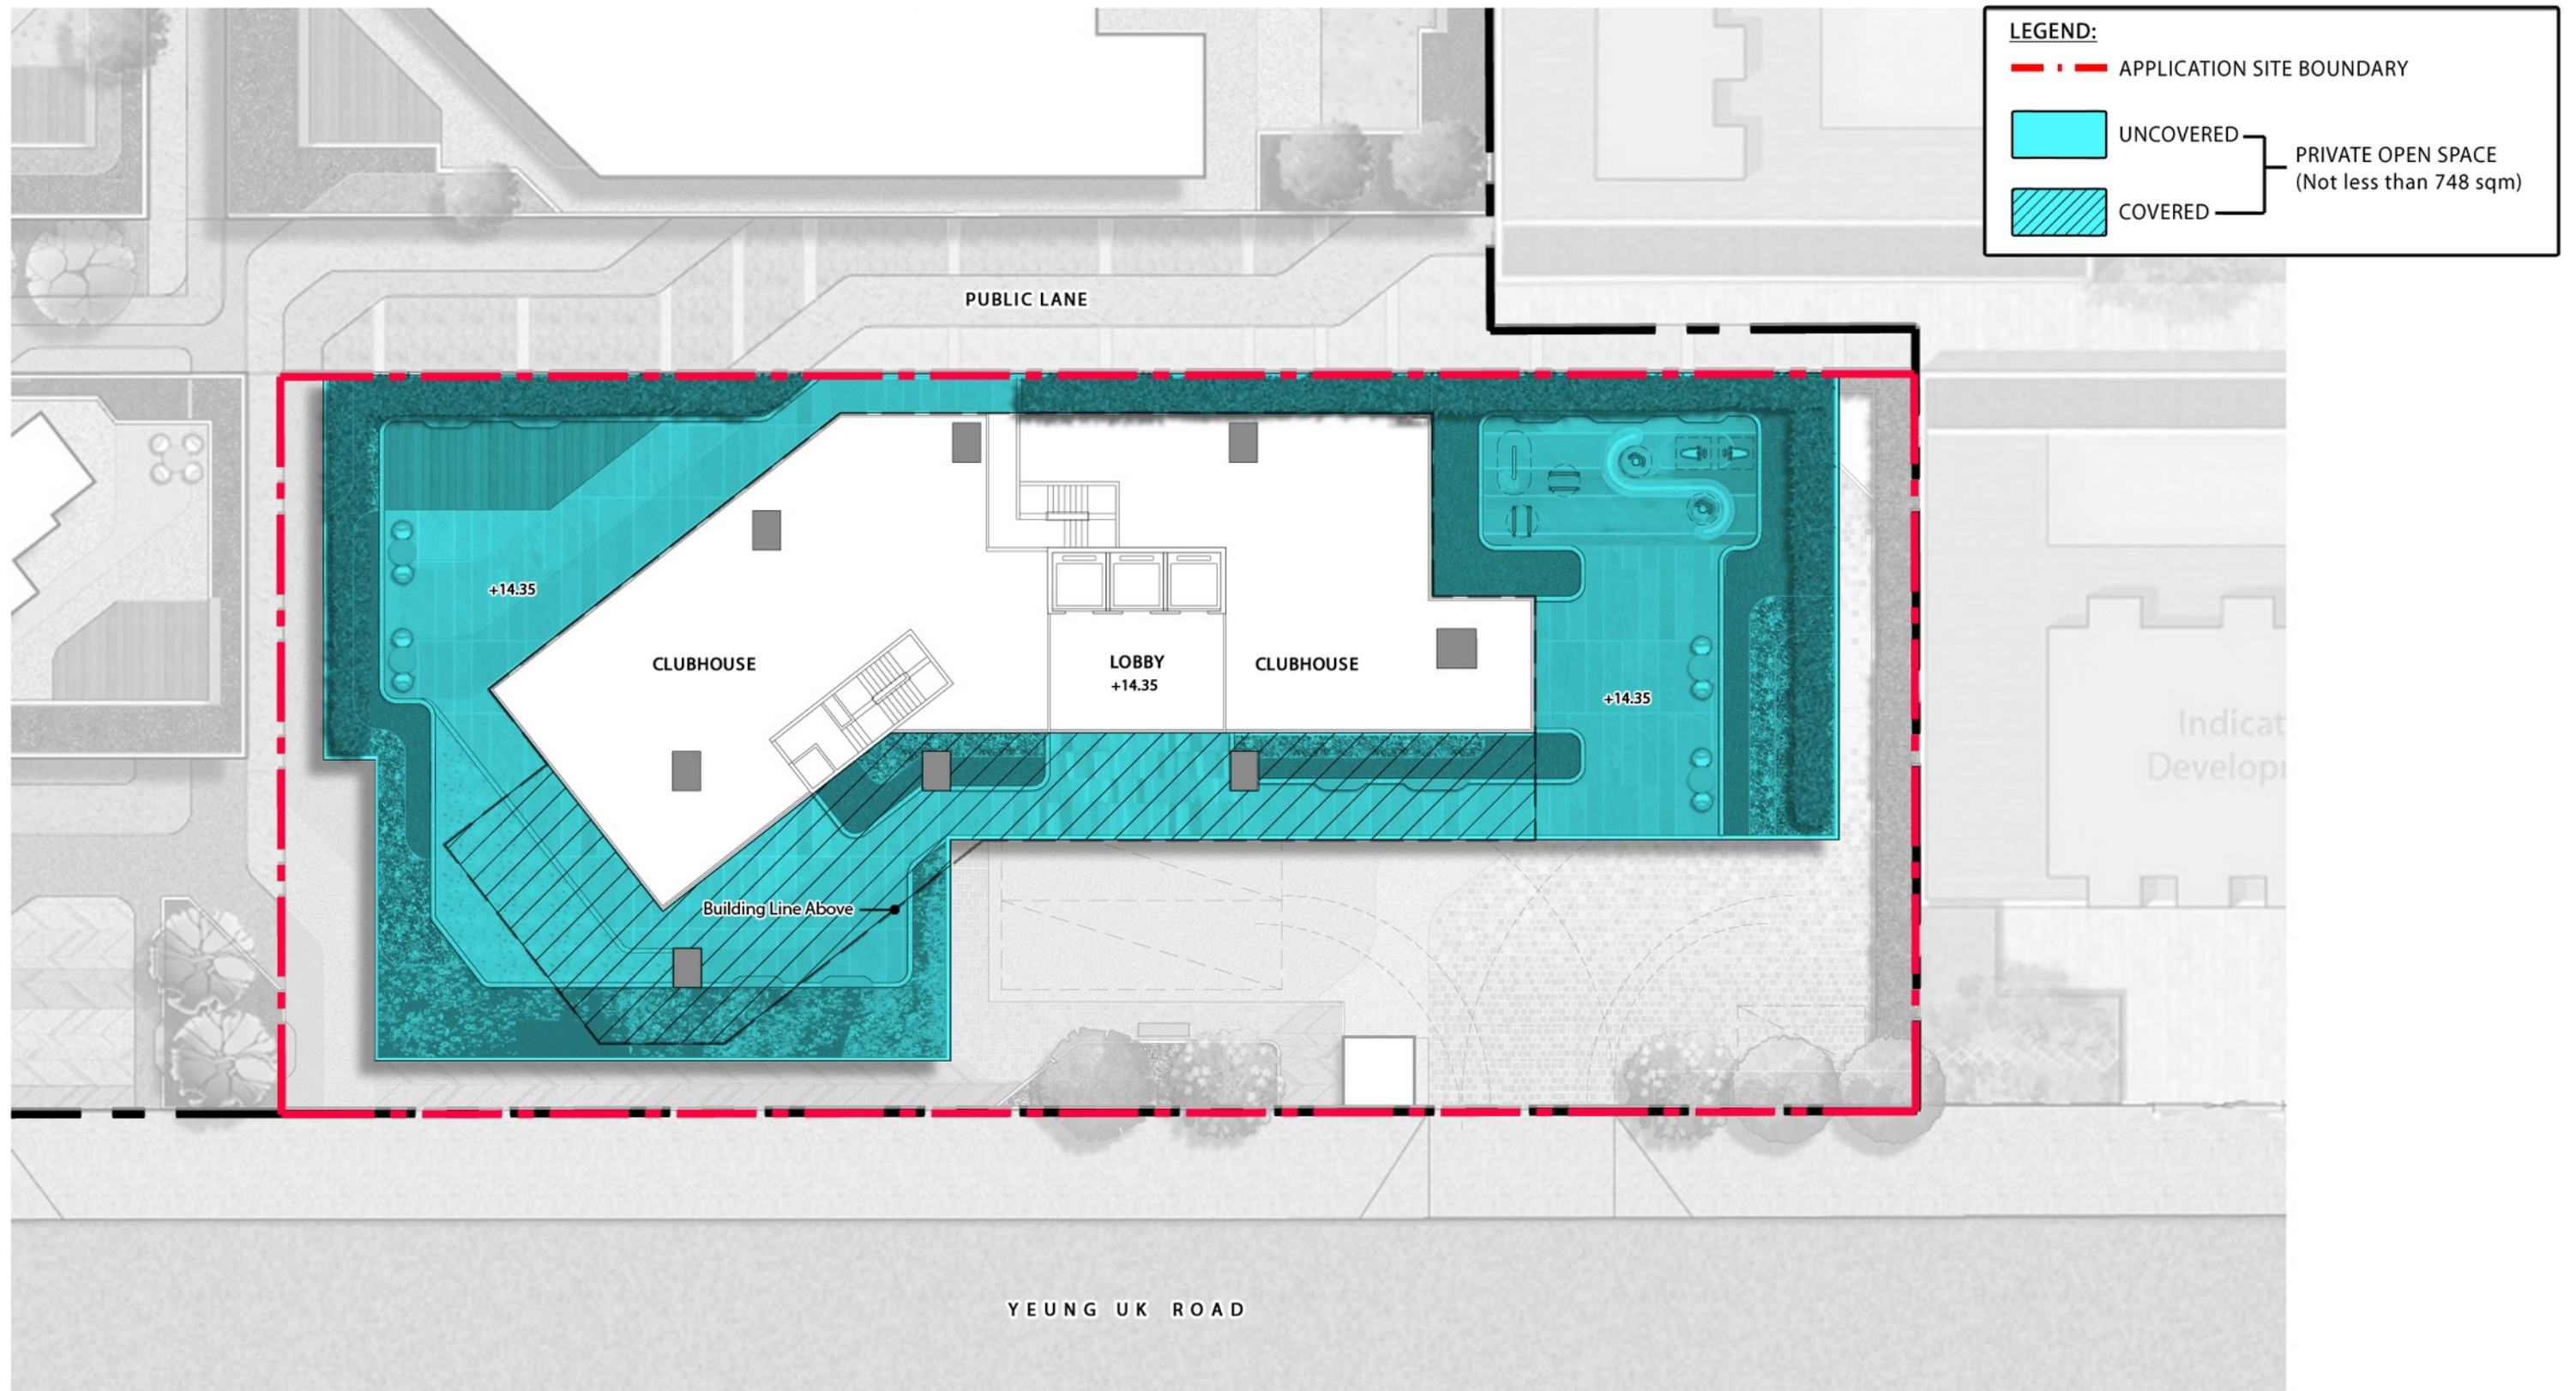 LEGEND:
APPLICATION SITE BOUNDARY
UNCOVERED
PRIVATE OPEN SPACE
(Not less than 748 sqm)
COVERED
PUBLIC LANE
+14.35
CLUBHOUSE
LOBBY
+14.35
CLUBHOUSE
+14.35
Building Line Above
YEUNG UK ROAD